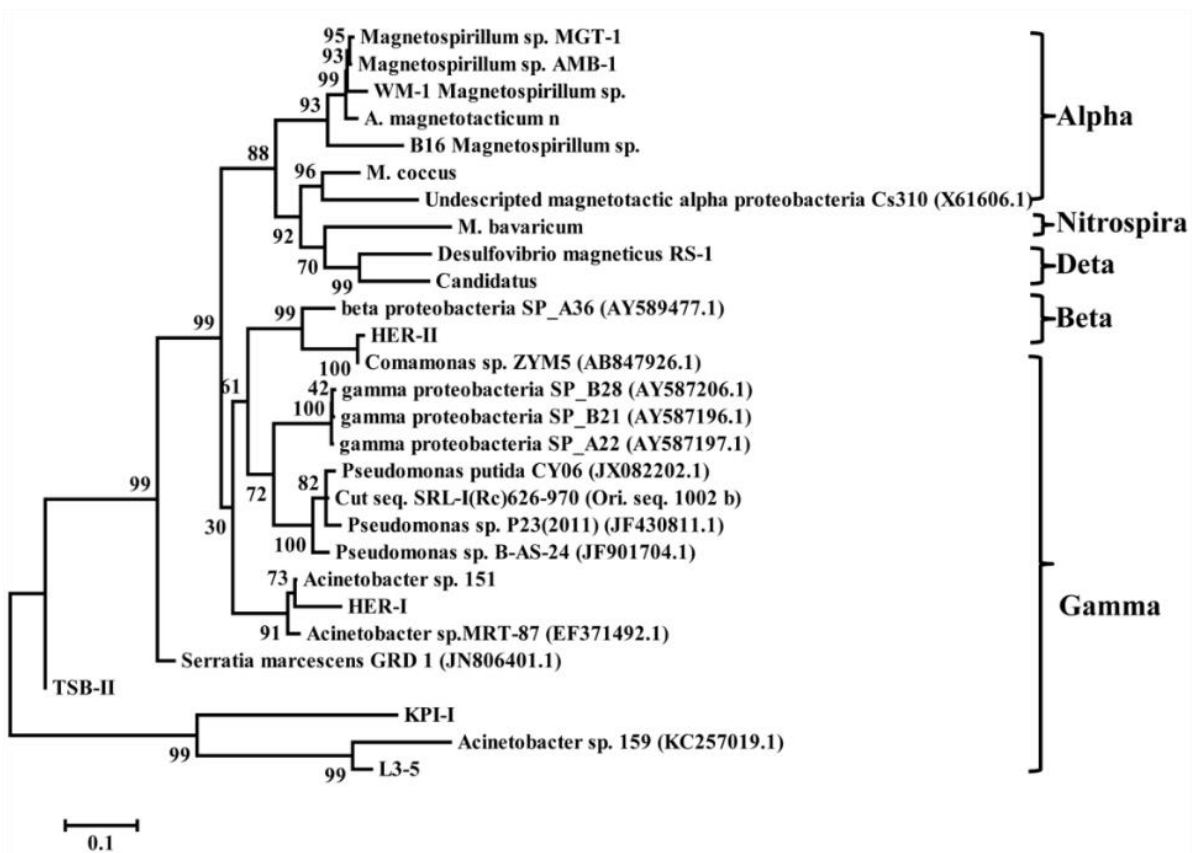 95 Magnetospirillum sp. MGT-1
93 Magnetospirillum sp. AMB-1
99 WM-1 Magnetospirillum sp.
93 A. magnetotacticum n
B16 Magnetospirillum sp.
Alpha
88
96 M. coccus
Undescripted magnetotactic alpha proteobacteria Cs310 (X61606.1)
92 M. bavaricum
Nitrospira
70 Desulfovibrio magneticus RS-1
99 Candidatus
Deta
99
99 beta proteobacteria SP_A36 (AY589477.1)
HER-II
100 Comamonas sp. ZYM5 (AB847926.1)
Beta
61
42 gamma proteobacteria SP_B28 (AY587206.1)
100 gamma proteobacteria SP_B21 (AY587196.1)
gamma proteobacteria SP_A22 (AY587197.1)
82 Pseudomonas putida CY06 (JX082202.1)
99
72 Cut seq. SRL-I(Rc)626-970 (Ori. seq. 1002 b)
30 Pseudomonas sp. P23(2011) (JF430811.1)
100 Pseudomonas sp. B-AS-24 (JF901704.1)
73 Acinetobacter sp. 151
HER-I
Gamma
91 Acinetobacter sp.MRT-87 (EF371492.1)
Serratia marcescens GRD 1 (JN806401.1)
TSB-II
KPI-I
99 Acinetobacter sp. 159 (KC257019.1)
99 L3-5
0.1